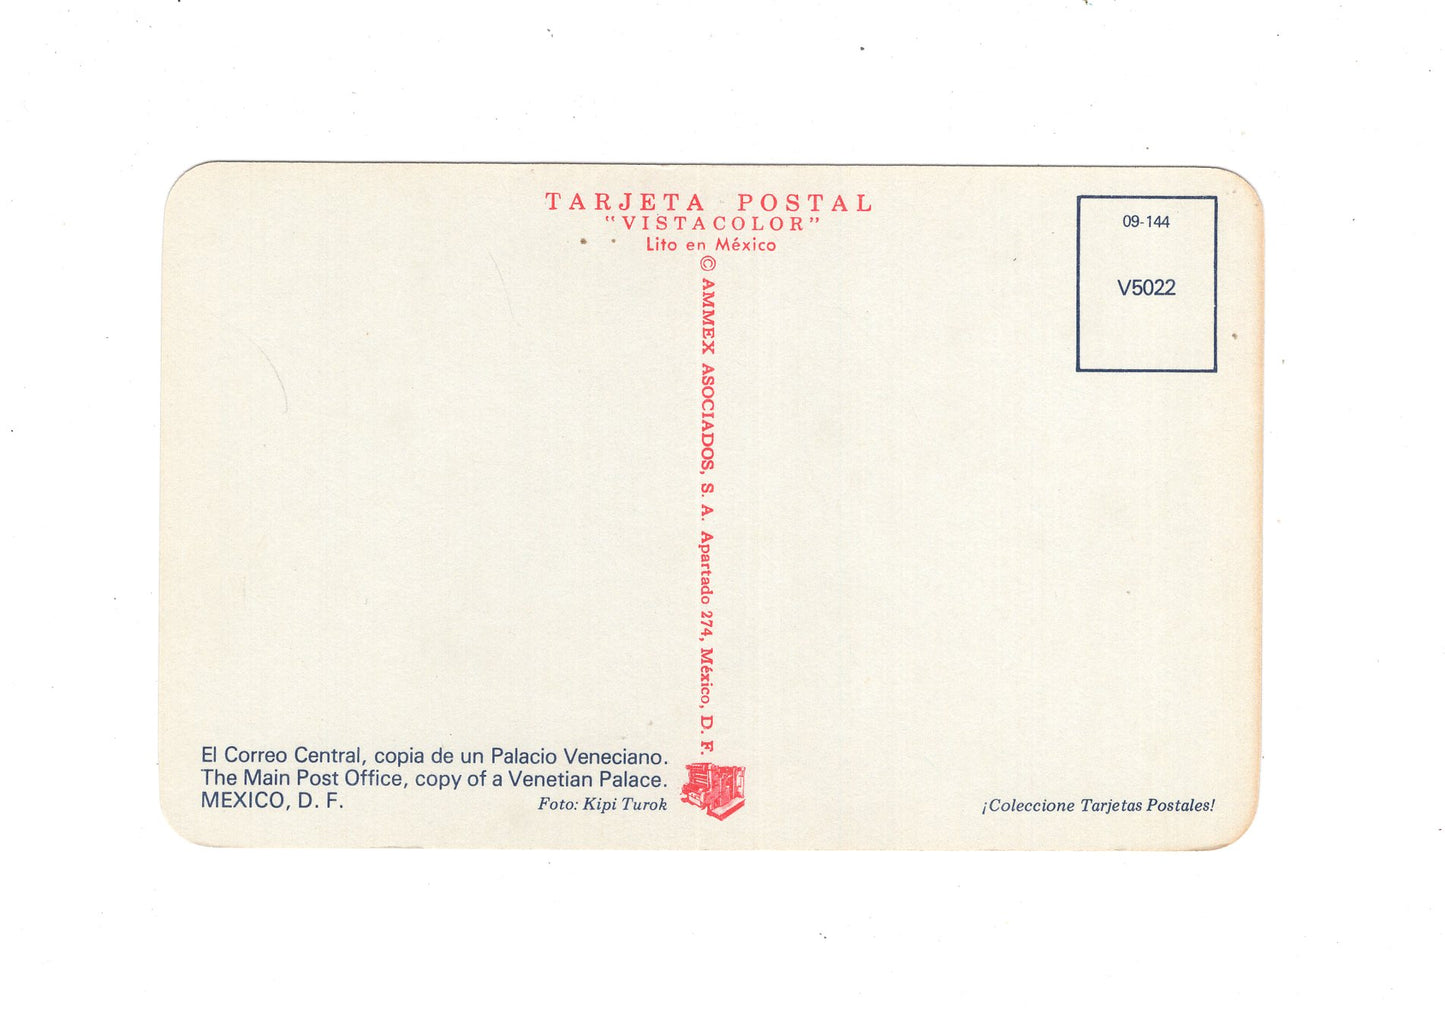 TARJETA POSTAL
"VISTACOLOR"
Lito en México
© AMMEX ASOCIADOS, S. A. Apartado 274, México, D. F.
09-144
V5022
El Correo Central, copia de un Palacio Veneciano.
The Main Post Office, copy of a Venetian Palace.
MEXICO, D. F.
Foto: Kipi Turok
¡Coleccione Tarjetas Postales!